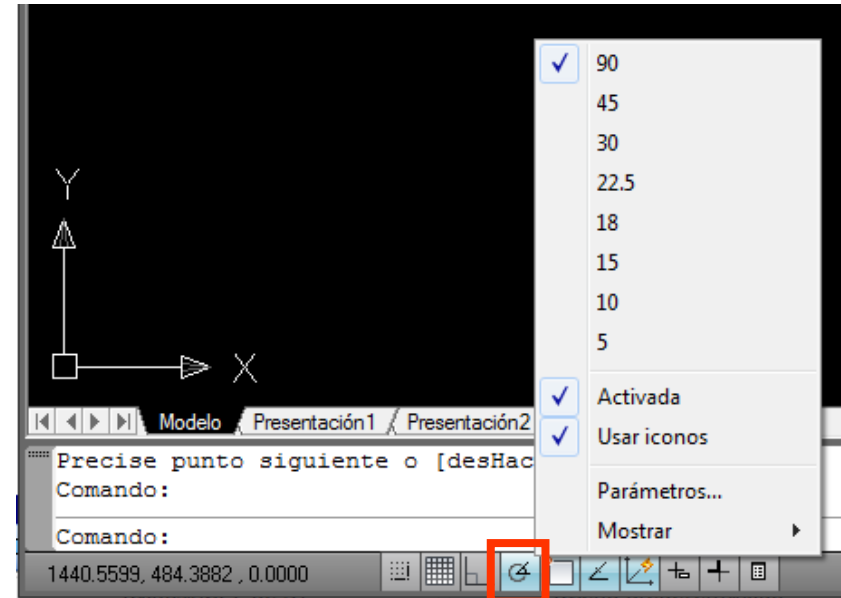 90
45
30
22.5
18
15
10
5
Activada
Usar iconos
Parámetros...
Mostrar
Y
X
Modelo Presentación1 Presentación2
Precise punto siguiente o [desHac
Comando:
Comando:
1440.5599, 484.3882 , 0.0000